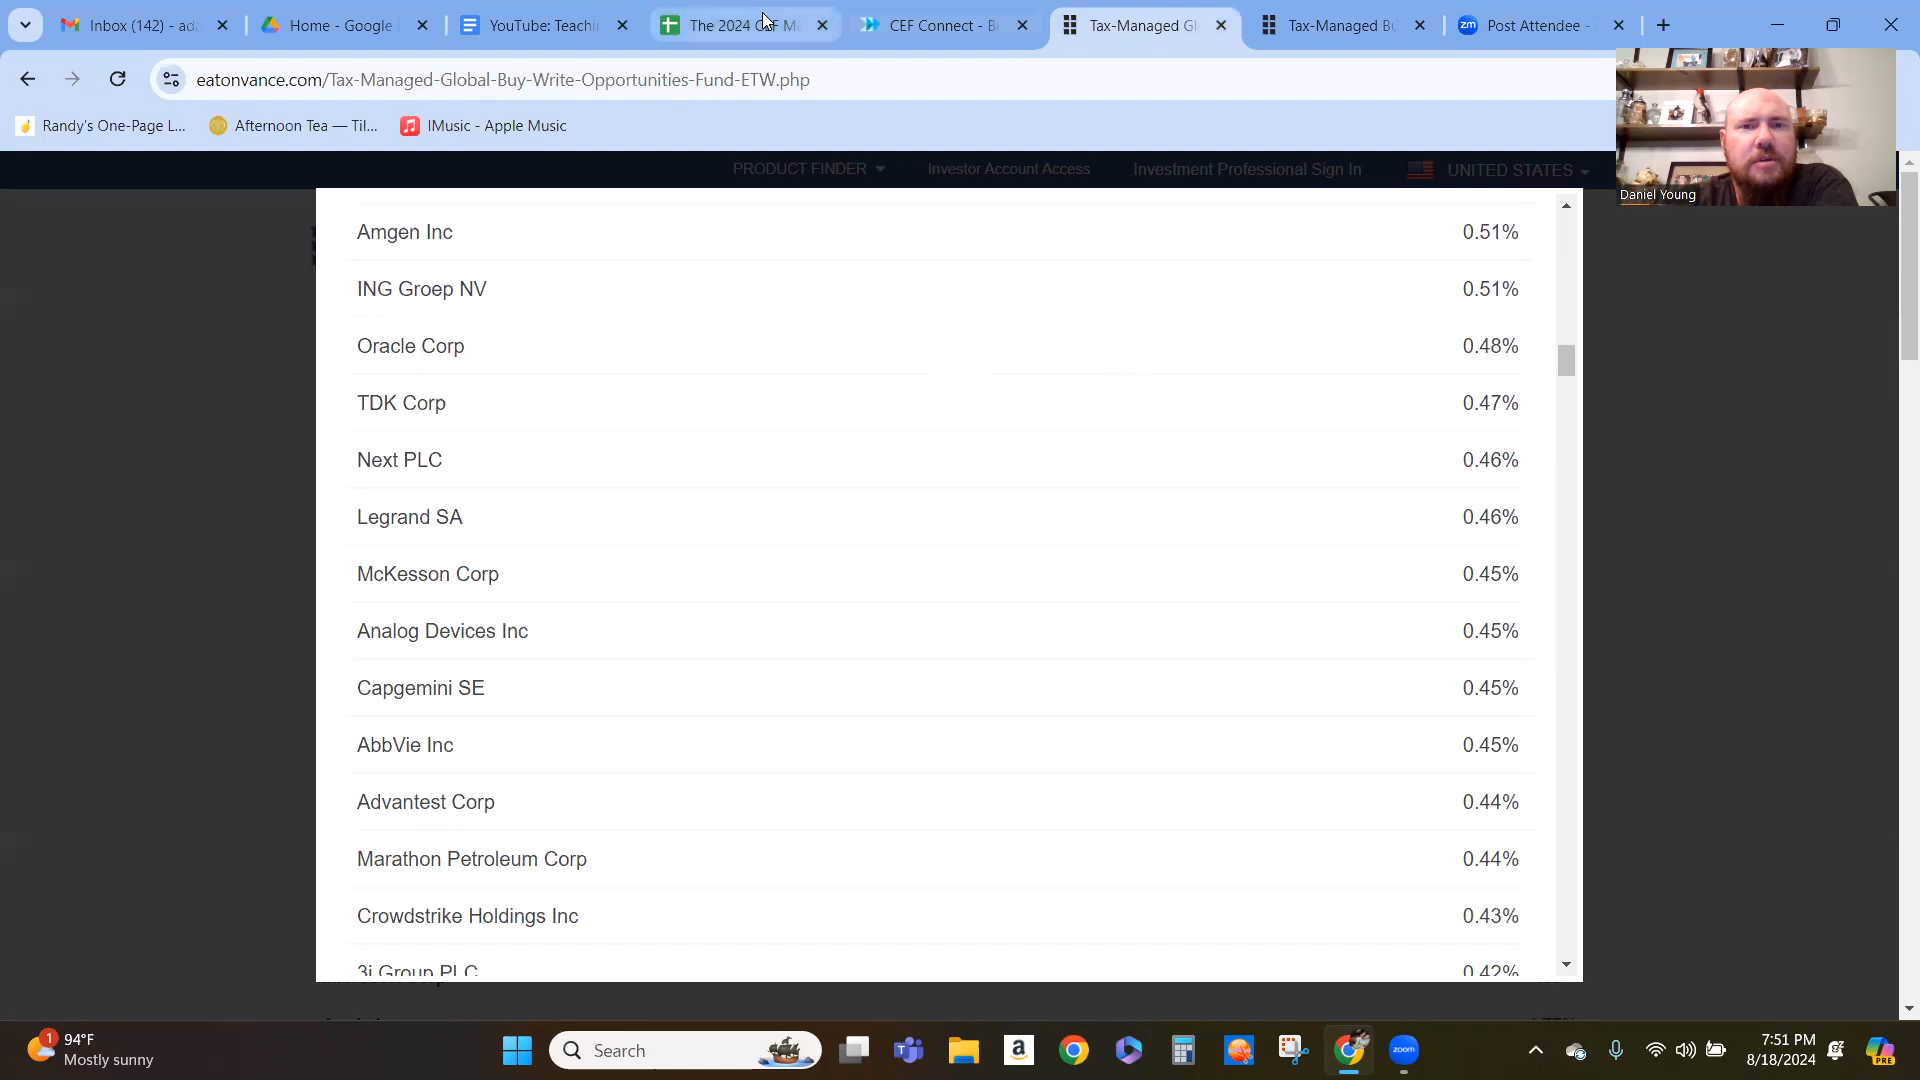 Inbox (142) - ada
Home - Google
YouTube: Teachi
The 2024 CEF Ma
CEF Connect - B
Tax-Managed Gl
Tax-Managed Bu
Post Attendee -
eatonvance.com/Tax-Managed-Global-Buy-Write-Opportunities-Fund-ETW.php
Randy's One-Page L...
Afternoon Tea — Til...
IMusic - Apple Music
PRODUCT FINDER
Investor Account Access
Investment Professional Sign In
UNITED STATES
Daniel Young
Amgen Inc 0.51%
ING Groep NV 0.51%
Oracle Corp 0.48%
TDK Corp 0.47%
Next PLC 0.46%
Legrand SA 0.46%
McKesson Corp 0.45%
Analog Devices Inc 0.45%
Capgemini SE 0.45%
AbbVie Inc 0.45%
Advantest Corp 0.44%
Marathon Petroleum Corp 0.44%
Crowdstrike Holdings Inc 0.43%
3i Group PLC 0.42%
1
94°F
Mostly sunny
Search
zoom
7:51 PM
8/18/2024
PRE